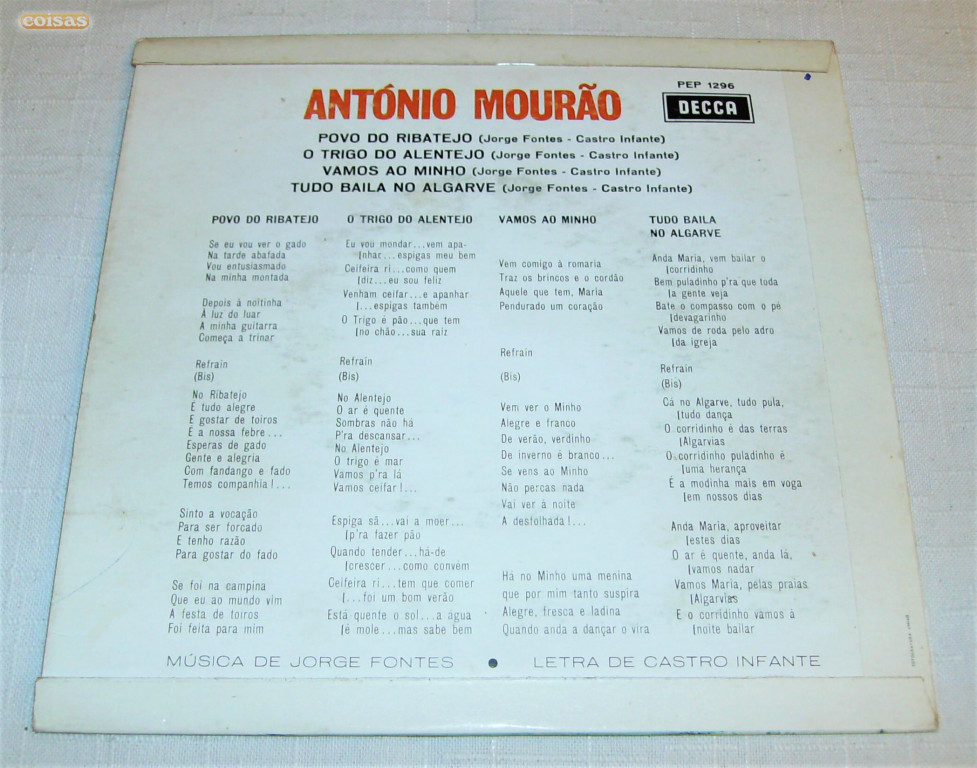 coisas
PEP 1296
ANTÓNIO MOURÃO
DECCA
POVO DO RIBATEJO (Jorge Fontes - Castro Infante)
O TRIGO DO ALENTEJO (Jorge Fontes - Castro Infante)
VAMOS AO MINHO (Jorge Fontes - Castro Infante)
TUDO BAILA NO ALGARVE (Jorge Fontes - Castro Infante)
POVO DO RIBATEJO
Se eu vou ver o gado
Na tarde abafada
Vou entusiasmado
Na minha montada
Depois à noitinha
À luz do luar
A minha guitarra
Começa a trinar
Refrain
(Bis)
No Ribatejo
É tudo alegre
E gostar de toiros
É a nossa febre...
Esperas de gado
Gente e alegria
Com fandango e fado
Temos companhia!...
Sinto a vocação
Para ser forcado
E tenho razão
Para gostar do fado
Se foi na campina
Que eu ao mundo vim
A festa de toiros
Foi feita para mim
O TRIGO DO ALENTEJO
Eu vou mondar...vem apa-
[nhar...espigas meu bem
Ceifeira ri...como quem
[diz...eu sou feliz
Venham ceifar...e apanhar
[...espigas também
O Trigo é pão...que tem
[no chão...sua raiz
Refrain
(Bis)
No Alentejo
O ar é quente
Sombras não há
P'ra descansar...
No Alentejo
O trigo é mar
Vamos p'ra lá
Vamos ceifar!...
Espiga sã...vai a moer...
[p'ra fazer pão
Quando tender...há-de
[crescer...como convém
Ceifeira ri...tem que comer
[...foi um bom verão
Está quente o sol...a água
[é mole...mas sabe bem
VAMOS AO MINHO
Vem comigo à romaria
Traz os brincos e o cordão
Aquele que tem, Maria
Pendurado um coração
Refrain
(Bis)
Vem ver o Minho
Alegre e franco
De verão, verdinho
De inverno é branco...
Se vens ao Minho
Não percas nada
Vai ver à noite
A desfolhada!...
Há no Minho uma menina
que por mim tanto suspira
Alegre, fresca e ladina
Quando anda a dançar o vira
TUDO BAILA
NO ALGARVE
Anda Maria, vem bailar o
[corridinho
Bem puladinho p'ra que toda
[a gente veja
Bate o compasso com o pé
[devagarinho
Vamos de roda pelo adro
[da igreja
Refrain
(Bis)
Cá no Algarve, tudo pula,
[tudo dança
O corridinho é das terras
[Algarvias
O corridinho puladinho é
[uma herança
É a modinha mais em voga
[em nossos dias
Anda Maria, aproveitar
[estes dias
O ar é quente, anda lá,
[vamos nadar
Vamos Maria, pelas praias
[Algarvias
E o corridinho vamos à
[noite bailar
MÚSICA DE JORGE FONTES • LETRA DE CASTRO INFANTE